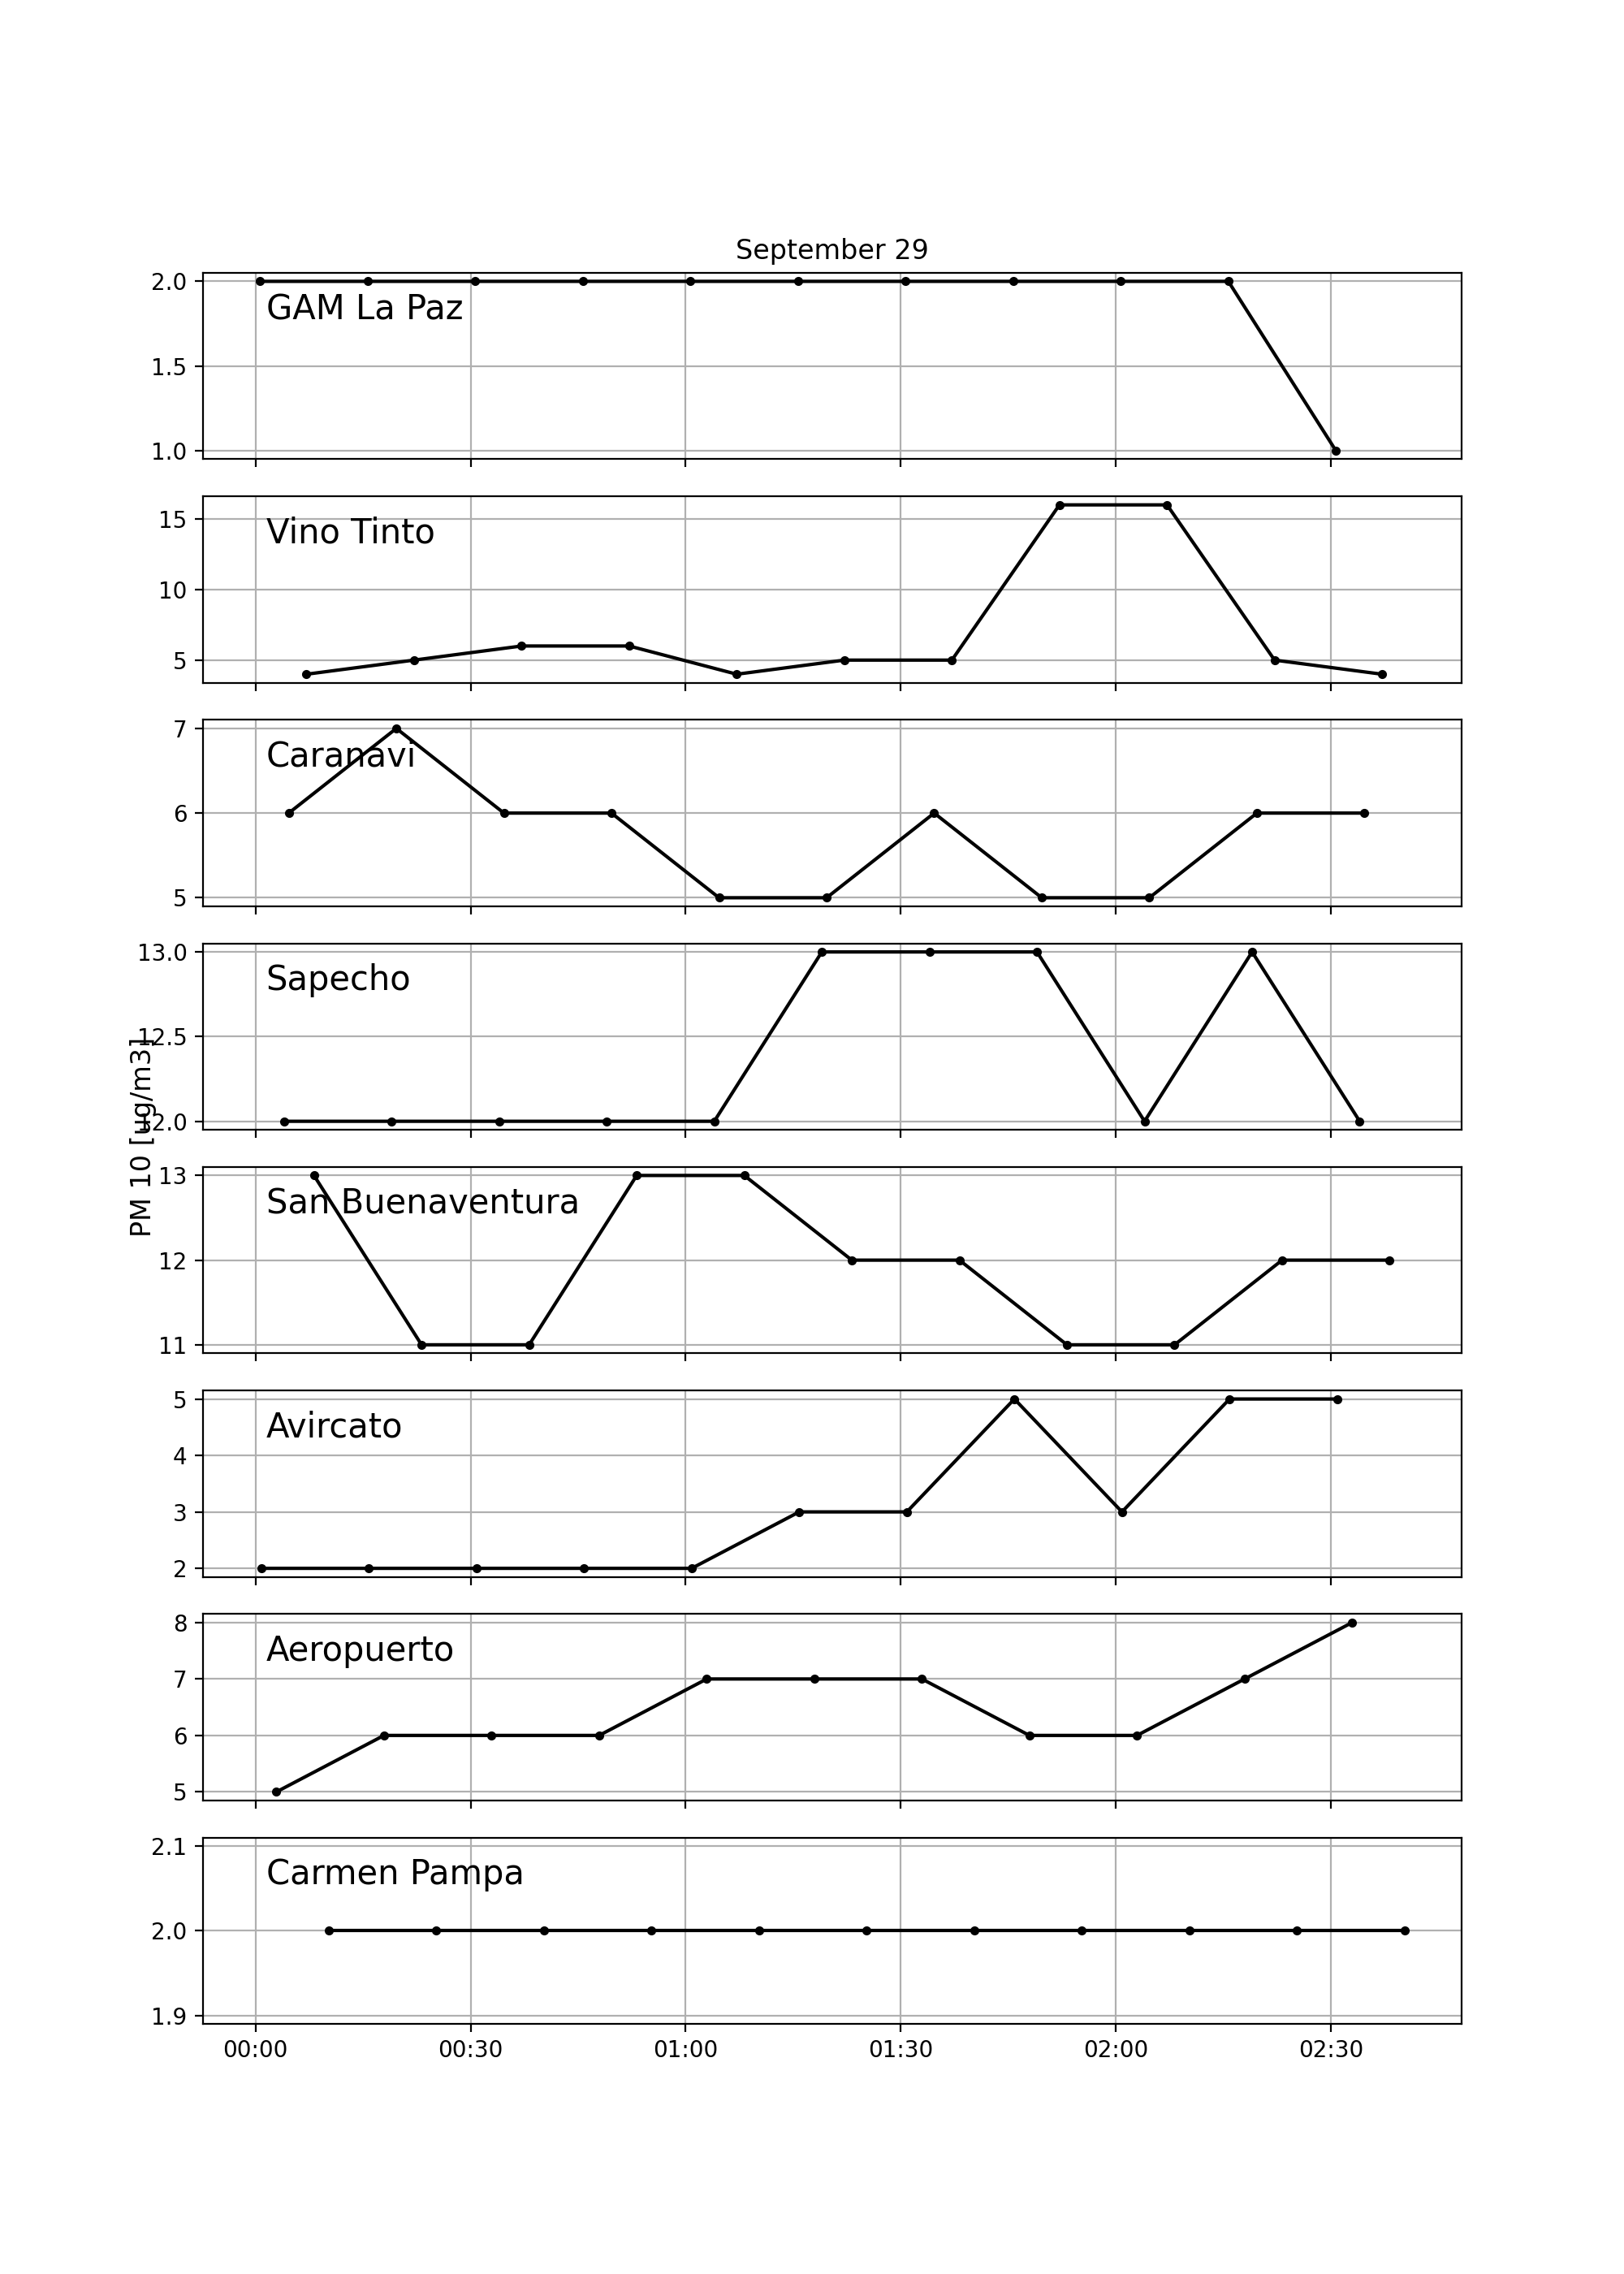 September 29
2.0
GAM La Paz
1.5
1.0
15
Vino Tinto
10
5
7
Caranavi
6
5
13.0
Sapecho
12.5
12.0
PM 10 [ug/m3]
13
San Buenaventura
12
11
5
Avircato
4
3
2
8
Aeropuerto
7
6
5
2.1
Carmen Pampa
2.0
1.9
00:00 00:30 01:00 01:30 02:00 02:30